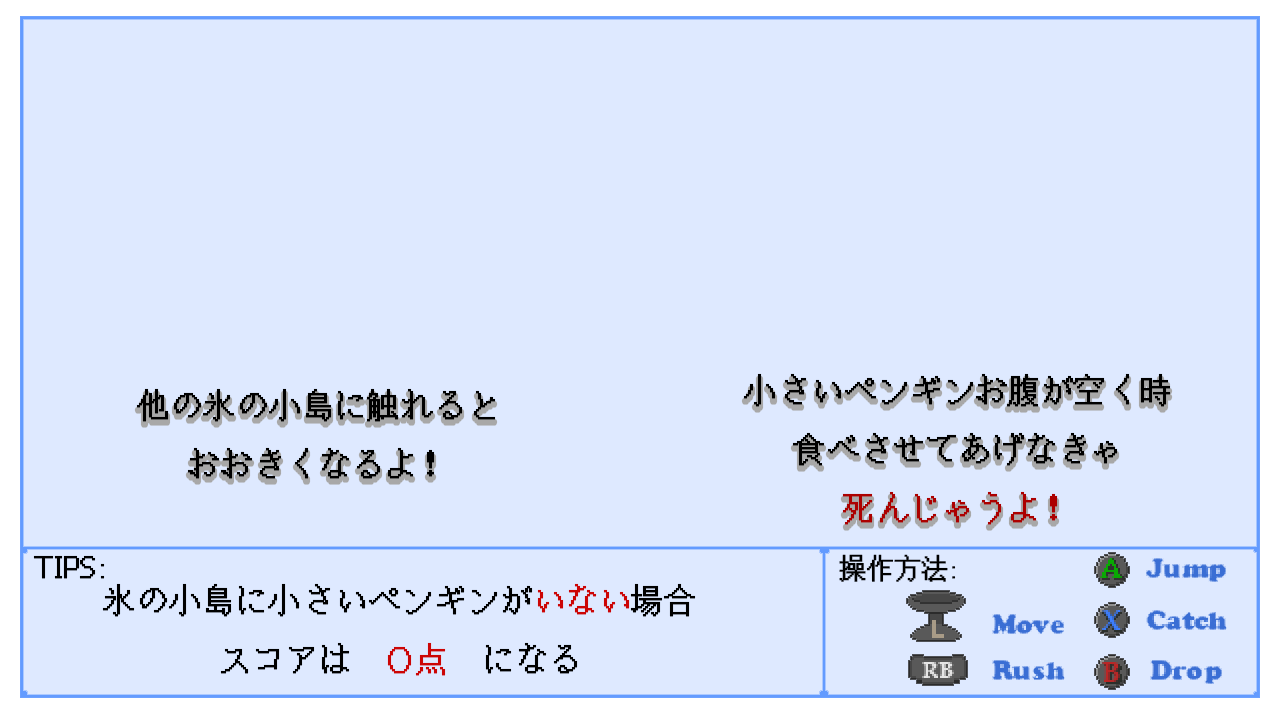 他の氷の小島に触れると
おおきくなるよ!
小さいペンギンお腹が空く時
食べさせてあげなきゃ
死んじゃうよ!
TIPS:
氷の小島に小さいペンギンがいない場合
スコアは 〇点 になる
操作方法:
L Move
RB Rush
A Jump
X Catch
B Drop